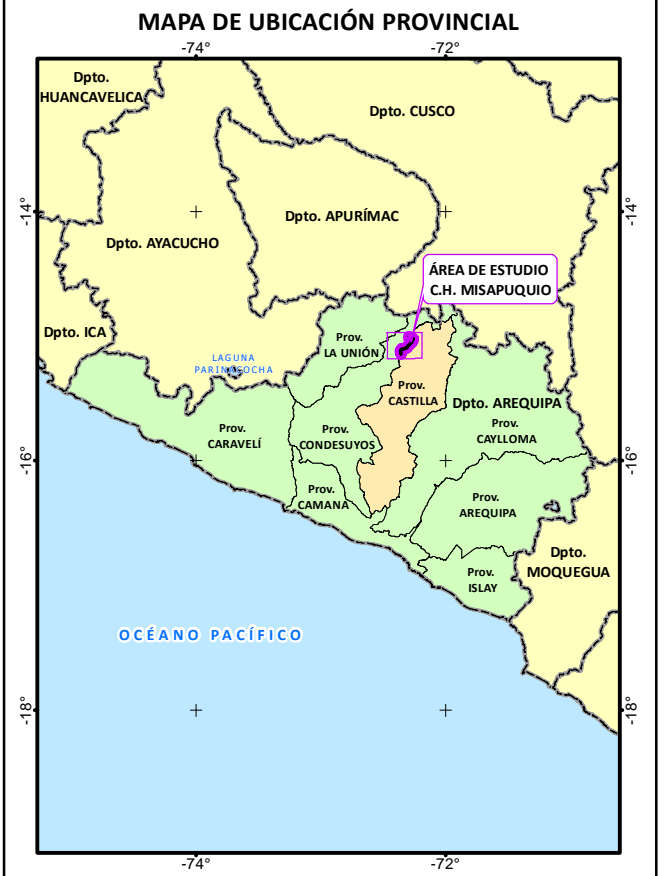 MAPA DE UBICACIÓN PROVINCIAL
-74°
-72°
Dpto.
HUANCAVELICA
Dpto. CUSCO
-14°
-14°
Dpto. APURÍMAC
Dpto. AYACUCHO
ÁREA DE ESTUDIO
C.H. MISAPUQUIO
Dpto. ICA
Prov.
LA UNIÓN
LAGUNA
PARINACOCHA
Prov.
CASTILLA
Dpto. AREQUIPA
Prov.
CAYLLOMA
Prov.
CARAVELÍ
Prov.
CONDESUYOS
-16°
-16°
Prov.
CAMANA
Prov.
AREQUIPA
Dpto.
MOQUEGUA
Prov.
ISLAY
OCÉANO PACÍFICO
-18°
-18°
-74°
-72°